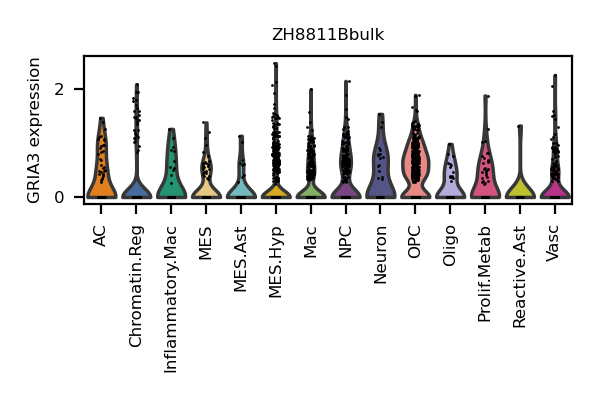 ZH8811Bbulk
GRIA3 expression
2
0
AC
Chromatin.Reg
Inflammatory.Mac
MES
MES.Ast
MES.Hyp
Mac
NPC
Neuron
OPC
Oligo
Prolif.Metab
Reactive.Ast
Vasc